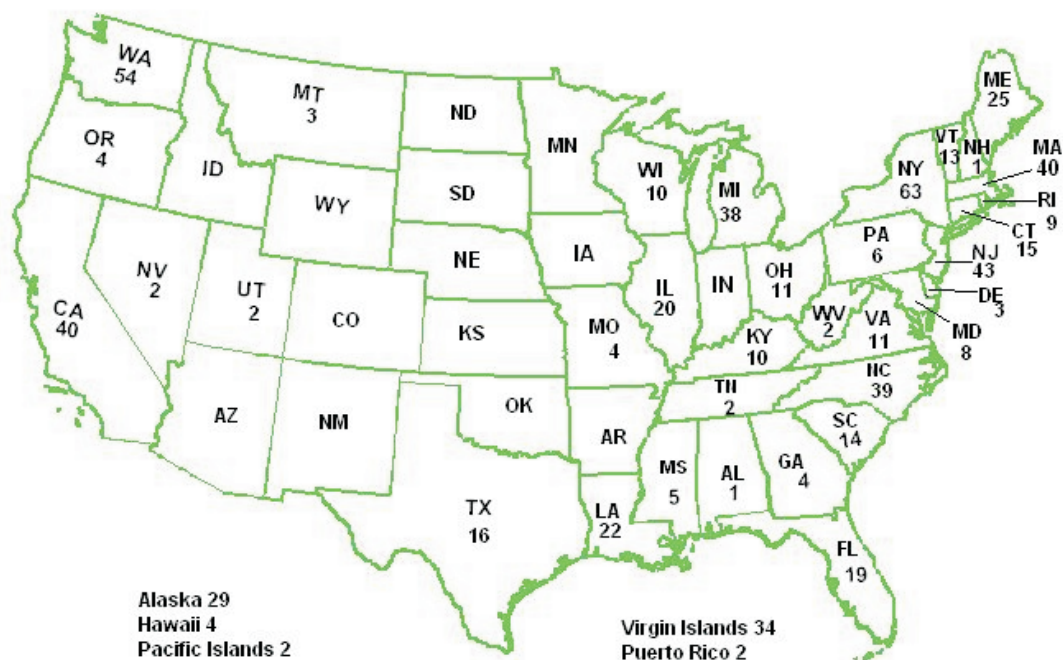 WA
54
MT
3
ND
MN
ME
25
OR
4
ID
WY
SD
WI
10
MI
38
NY
63
VT
13
NH
1
MA
40
RI
9
CT
15
NV
2
UT
2
CO
NE
IA
IL
20
IN
OH
11
PA
6
NJ
43
DE
3
MD
8
CA
40
KS
MO
4
KY
10
WV
2
VA
11
AZ
NM
OK
AR
TN
2
NC
39
SC
14
TX
16
LA
22
MS
5
AL
1
GA
4
FL
19
Alaska 29
Hawaii 4
Pacific Islands 2
Virgin Islands 34
Puerto Rico 2